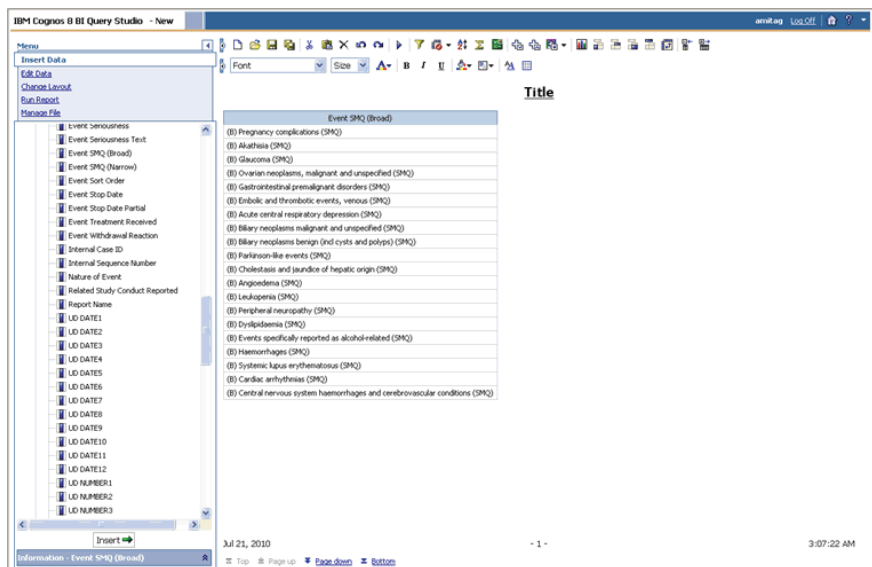 IBM Cognos 8 BI Query Studio - New
amitag Log Off
Menu
Insert Data
Edit Data
Change Layout
Run Report
Manage File
Font Size A B I U
Title
Event Seriousness
Event Seriousness Text
Event SMQ (Broad)
Event SMQ (Narrow)
Event Sort Order
Event Stop Date
Event Stop Date Partial
Event Treatment Received
Event Withdrawal Reaction
Internal Case ID
Internal Sequence Number
Nature of Event
Related Study Conduct Reported
Report Name
UD DATE1
UD DATE2
UD DATE3
UD DATE4
UD DATE5
UD DATE6
UD DATE7
UD DATE8
UD DATE9
UD DATE10
UD DATE11
UD DATE12
UD NUMBER1
UD NUMBER2
UD NUMBER3
Insert
Information - Event SMQ (Broad)
Event SMQ (Broad)
(B) Pregnancy complications (SMQ)
(B) Akathisia (SMQ)
(B) Glaucoma (SMQ)
(B) Ovarian neoplasms, malignant and unspecified (SMQ)
(B) Gastrointestinal premalignant disorders (SMQ)
(B) Embolic and thrombotic events, venous (SMQ)
(B) Acute central respiratory depression (SMQ)
(B) Biliary neoplasms malignant and unspecified (SMQ)
(B) Biliary neoplasms benign (incl cysts and polyps) (SMQ)
(B) Parkinson-like events (SMQ)
(B) Cholestasis and jaundice of hepatic origin (SMQ)
(B) Angioedema (SMQ)
(B) Leukopenia (SMQ)
(B) Peripheral neuropathy (SMQ)
(B) Dyslipidaemia (SMQ)
(B) Events specifically reported as alcohol-related (SMQ)
(B) Haemorrhages (SMQ)
(B) Systemic lupus erythematosus (SMQ)
(B) Cardiac arrhythmias (SMQ)
(B) Central nervous system haemorrhages and cerebrovascular conditions (SMQ)
Jul 21, 2010 - 1 - 3:07:22 AM
Top Page up Page down Bottom